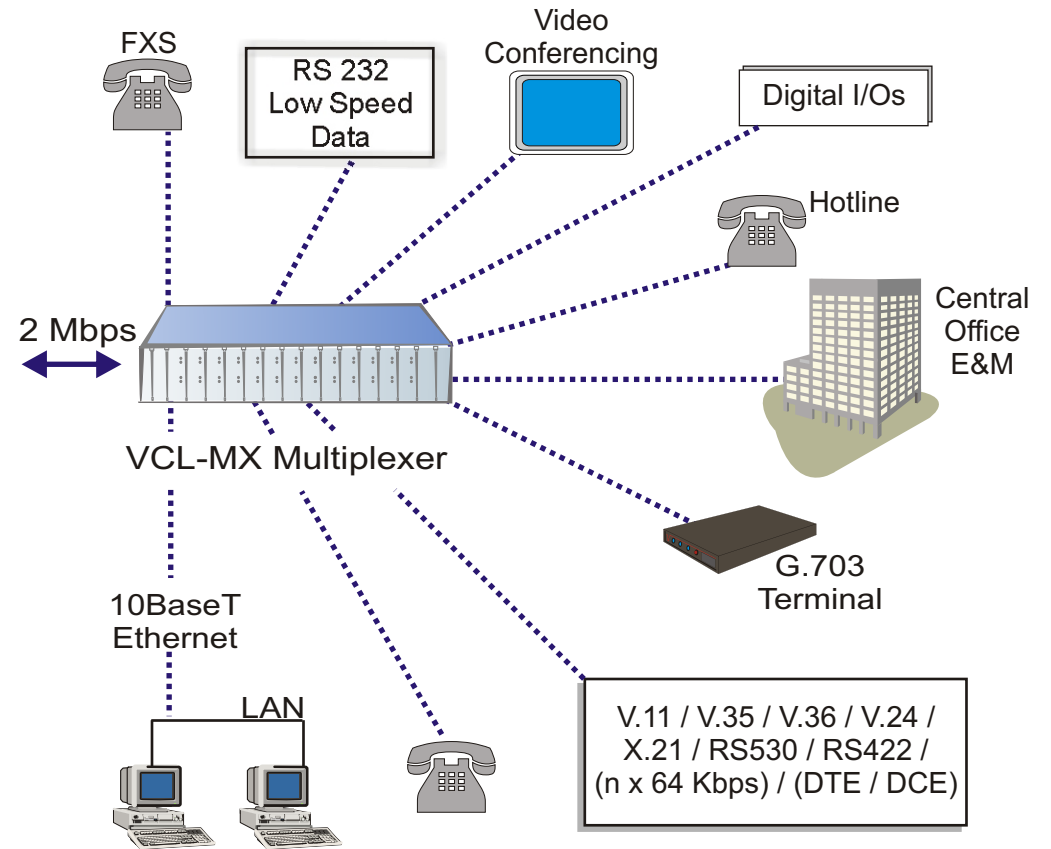 FXS
RS 232
Low Speed
Data
Video
Conferencing
Digital I/Os
Hotline
Central
Office
E&M
2 Mbps
VCL-MX Multiplexer
G.703
Terminal
10BaseT
Ethernet
LAN
V.11 / V.35 / V.36 / V.24 /
X.21 / RS530 / RS422 /
(n x 64 Kbps) / (DTE / DCE)